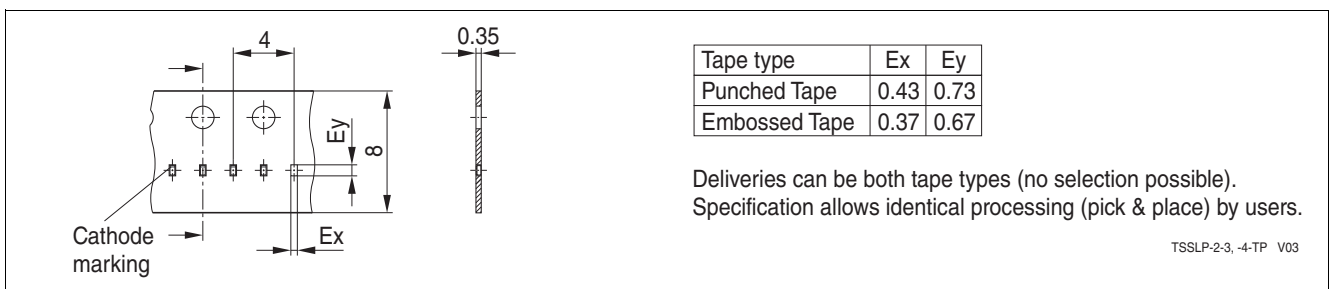 4
0.35
Ey
8
Cathode
marking
Ex
Tape type Ex Ey
Punched Tape 0.43 0.73
Embossed Tape 0.37 0.67
Deliveries can be both tape types (no selection possible).
Specification allows identical processing (pick & place) by users.
TSSLP-2-3, -4-TP V03